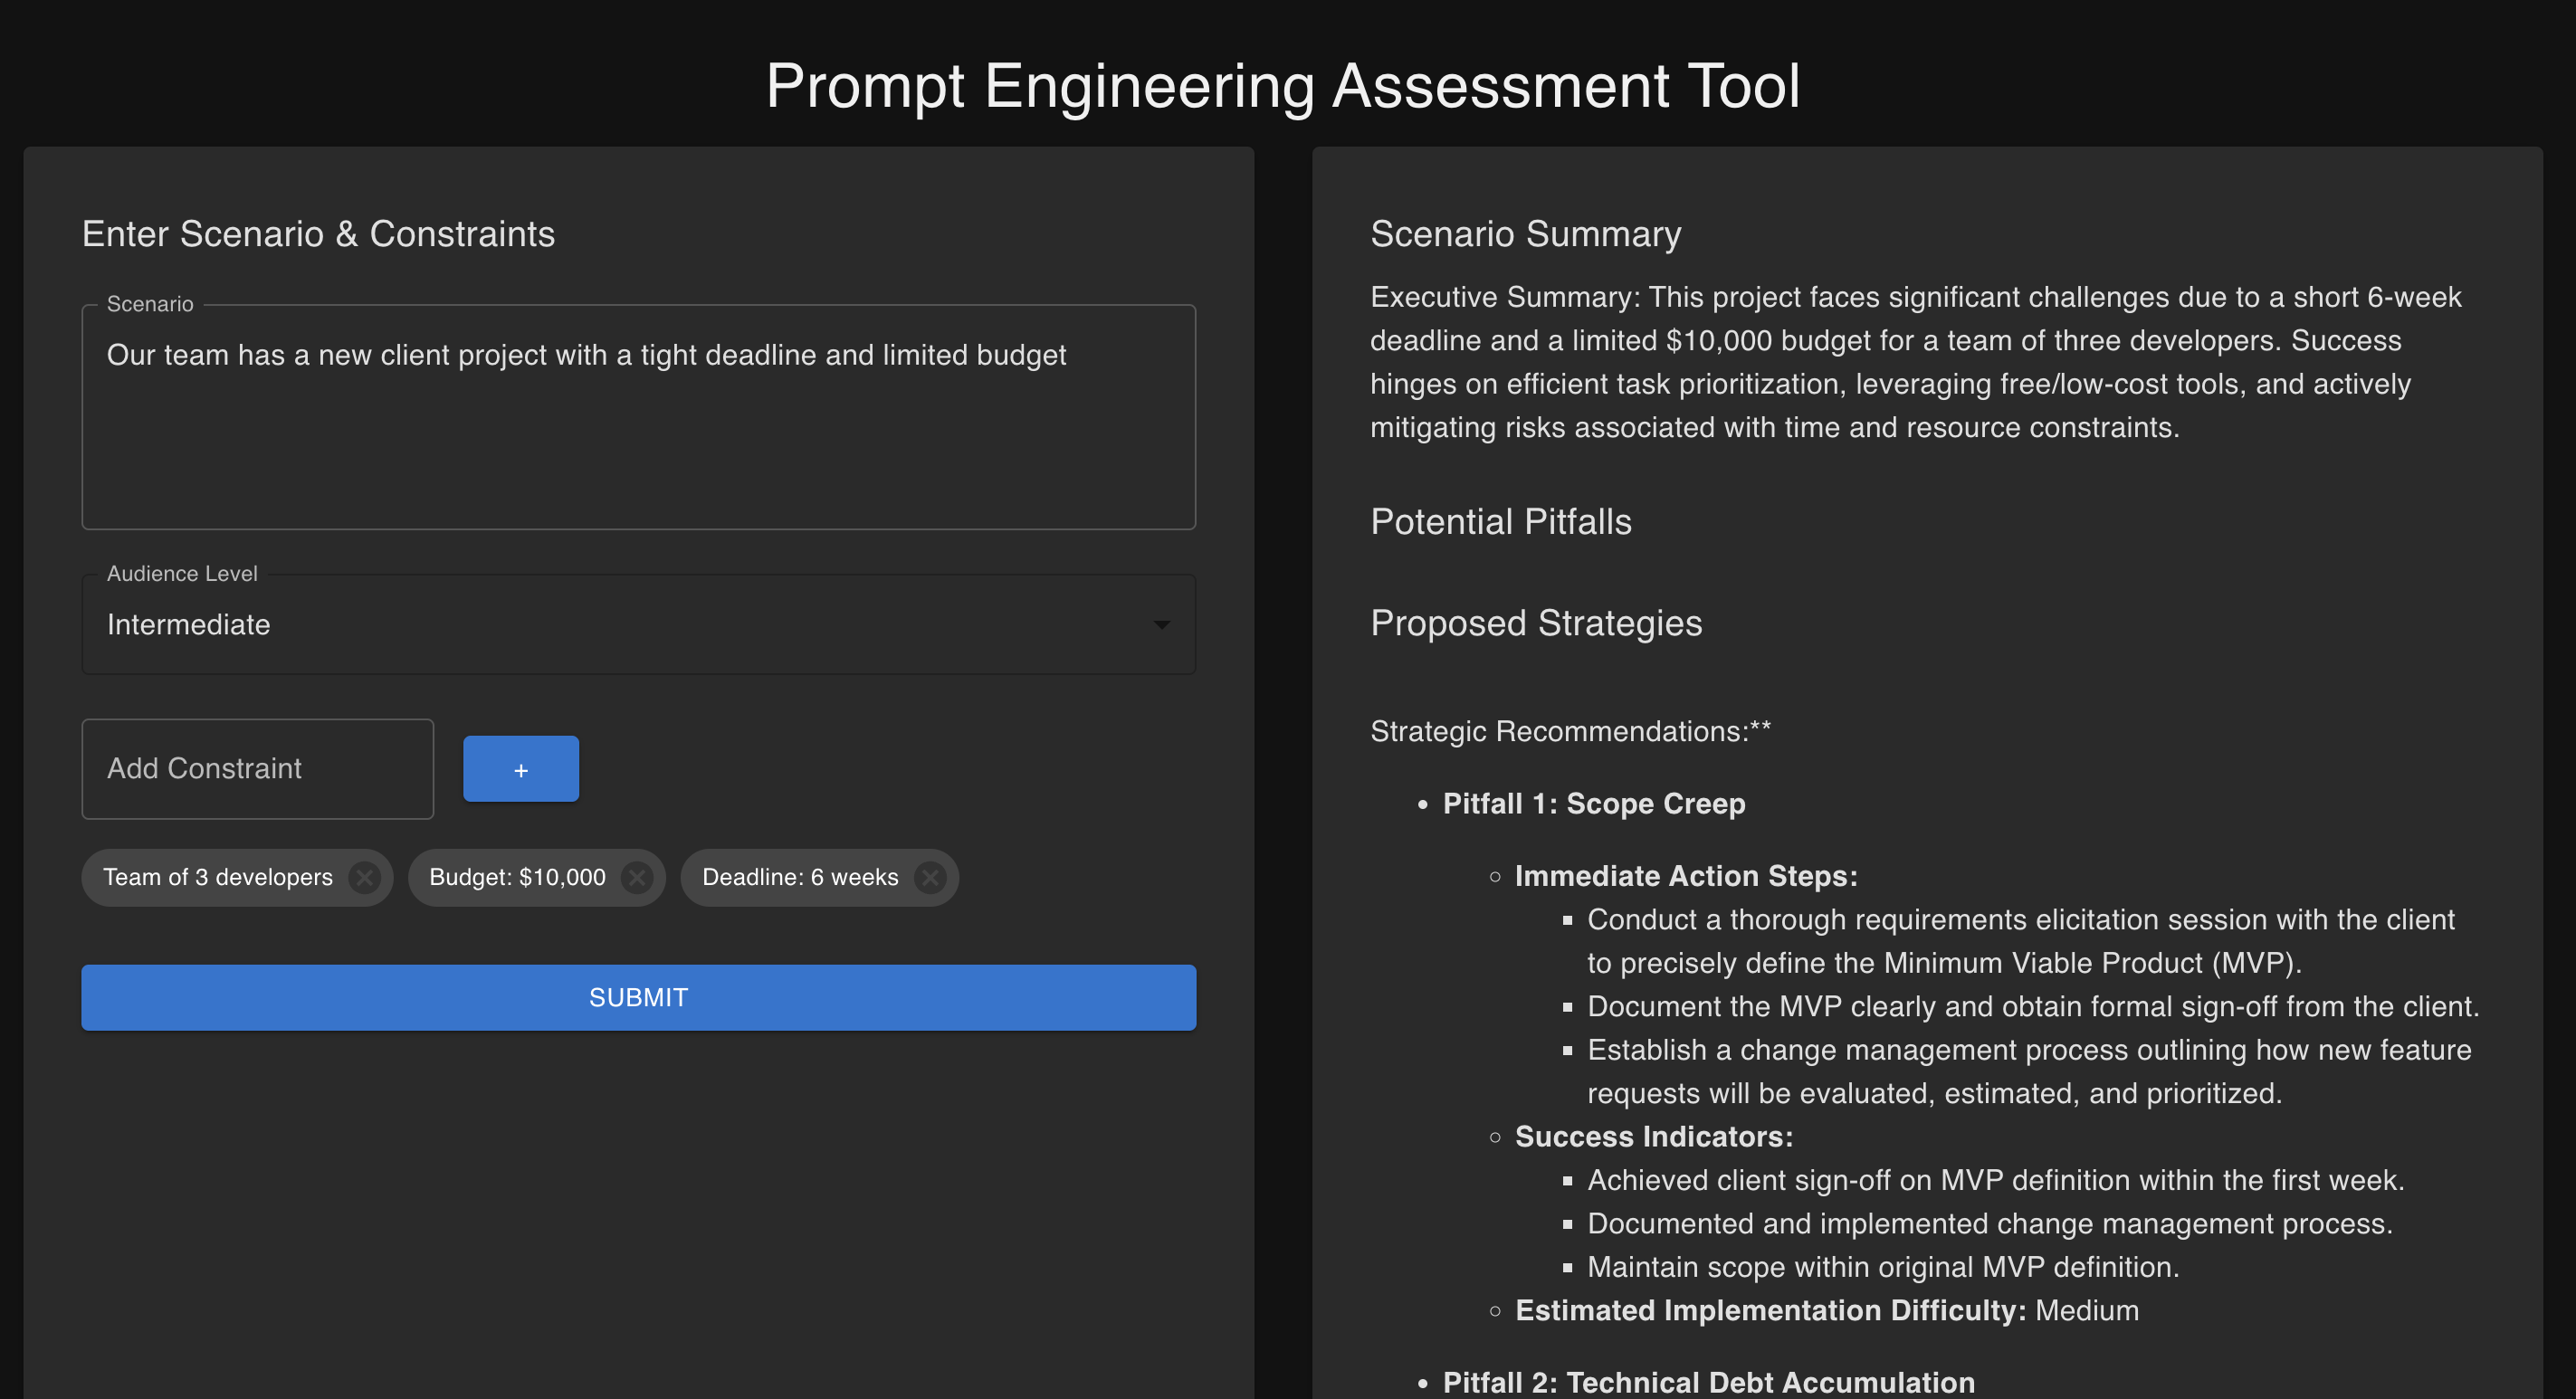 Prompt Engineering Assessment Tool
Enter Scenario & Constraints
Scenario
Our team has a new client project with a tight deadline and limited budget
Audience Level
Intermediate
Add Constraint
+
Team of 3 developers
Budget: $10,000
Deadline: 6 weeks
SUBMIT
Scenario Summary
Executive Summary: This project faces significant challenges due to a short 6-week
deadline and a limited $10,000 budget for a team of three developers. Success
hinges on efficient task prioritization, leveraging free/low-cost tools, and actively
mitigating risks associated with time and resource constraints.
Potential Pitfalls
Proposed Strategies
Strategic Recommendations:**
Pitfall 1: Scope Creep
Immediate Action Steps:
Conduct a thorough requirements elicitation session with the client
to precisely define the Minimum Viable Product (MVP).
Document the MVP clearly and obtain formal sign-off from the client.
Establish a change management process outlining how new feature
requests will be evaluated, estimated, and prioritized.
Success Indicators:
Achieved client sign-off on MVP definition within the first week.
Documented and implemented change management process.
Maintain scope within original MVP definition.
Estimated Implementation Difficulty: Medium
Pitfall 2: Technical Debt Accumulation